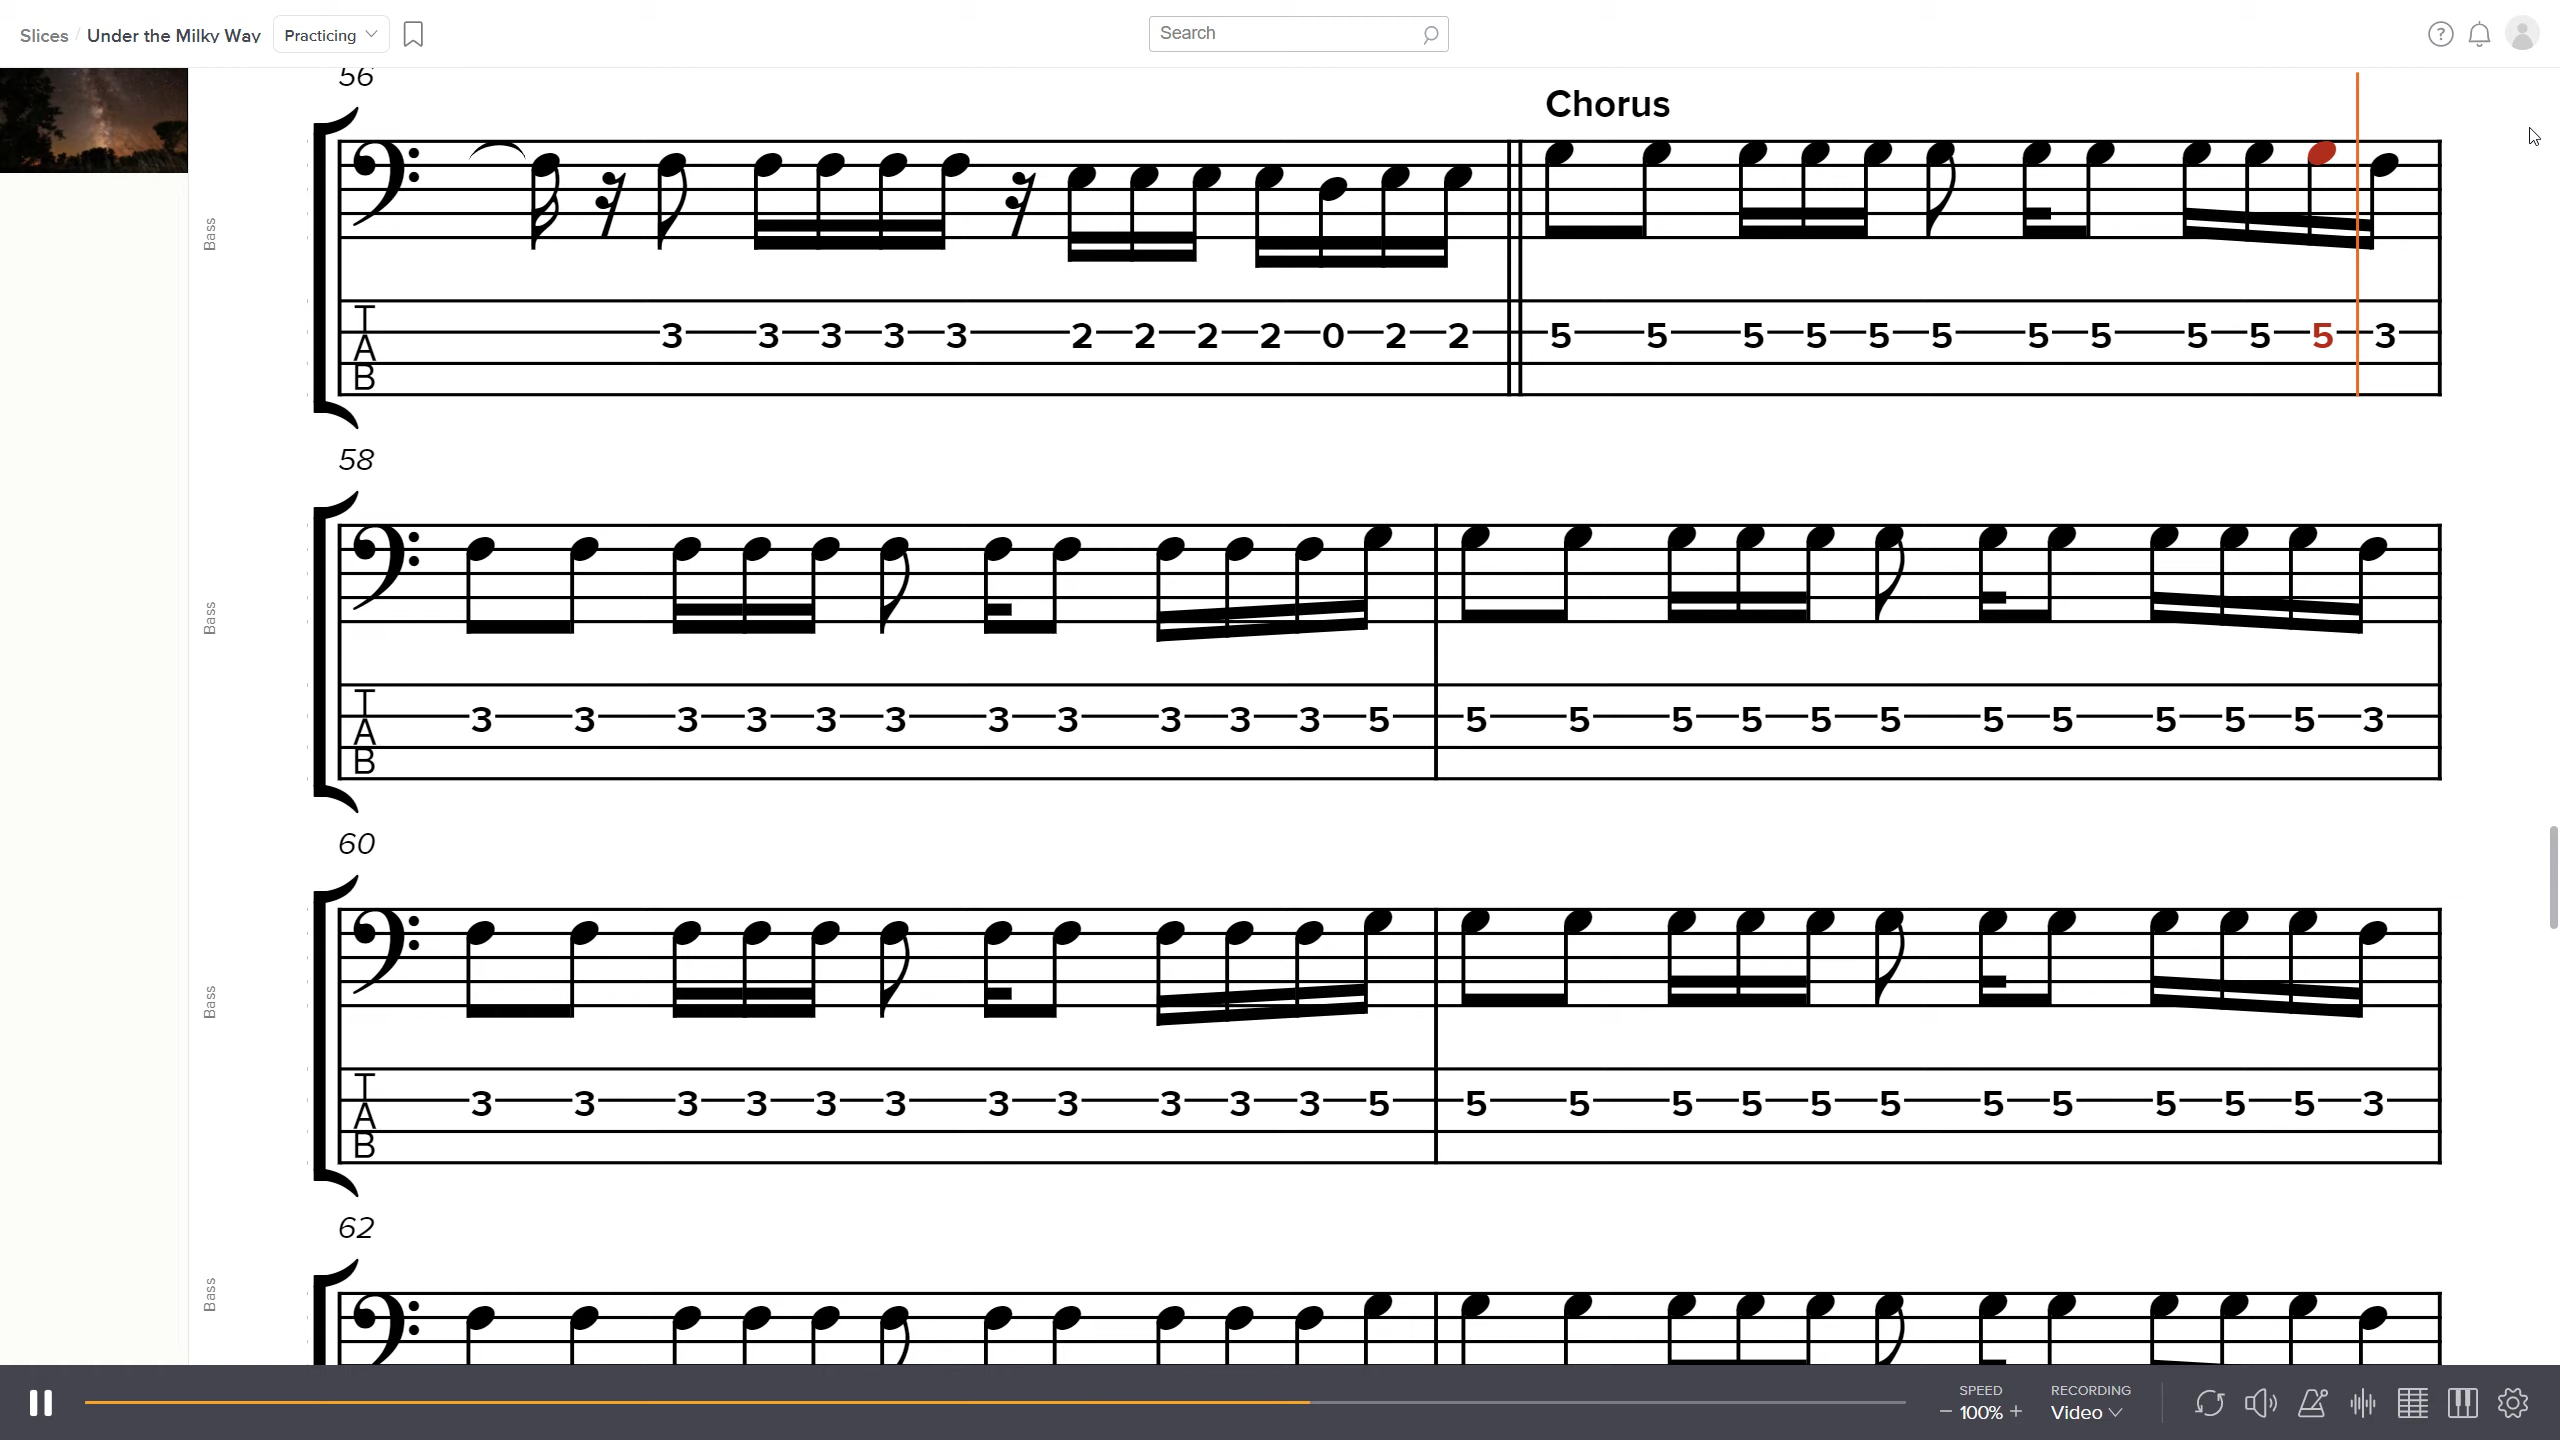 Slices / Under the Milky Way Practicing Search ?
56
Chorus
Bass
T
A
B
3 3 3 3 3 2 2 2 2 0 2 2 5 5 5 5 5 5 5 5 5 5 5 3
58
Bass
T
A
B
3 3 3 3 3 3 3 3 3 3 3 5 5 5 5 5 5 5 5 5 5 5 5 3
60
Bass
T
A
B
3 3 3 3 3 3 3 3 3 3 3 5 5 5 5 5 5 5 5 5 5 5 5 3
62
Bass
SPEED RECORDING
− 100% + Video